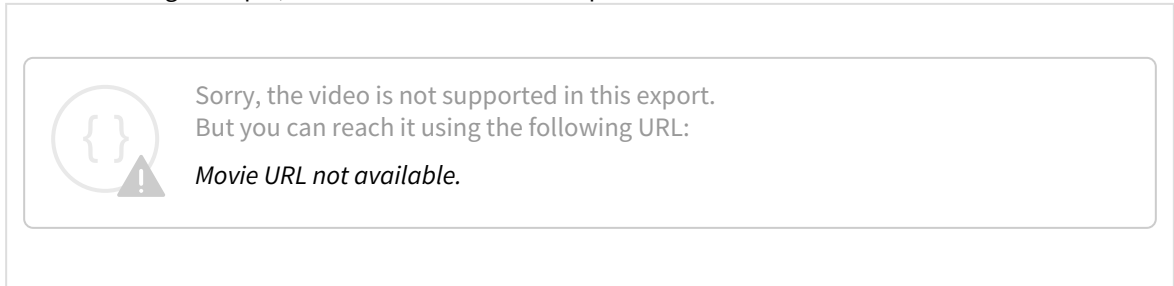 Sorry, the video is not supported in this export.
But you can reach it using the following URL:
Movie URL not available.